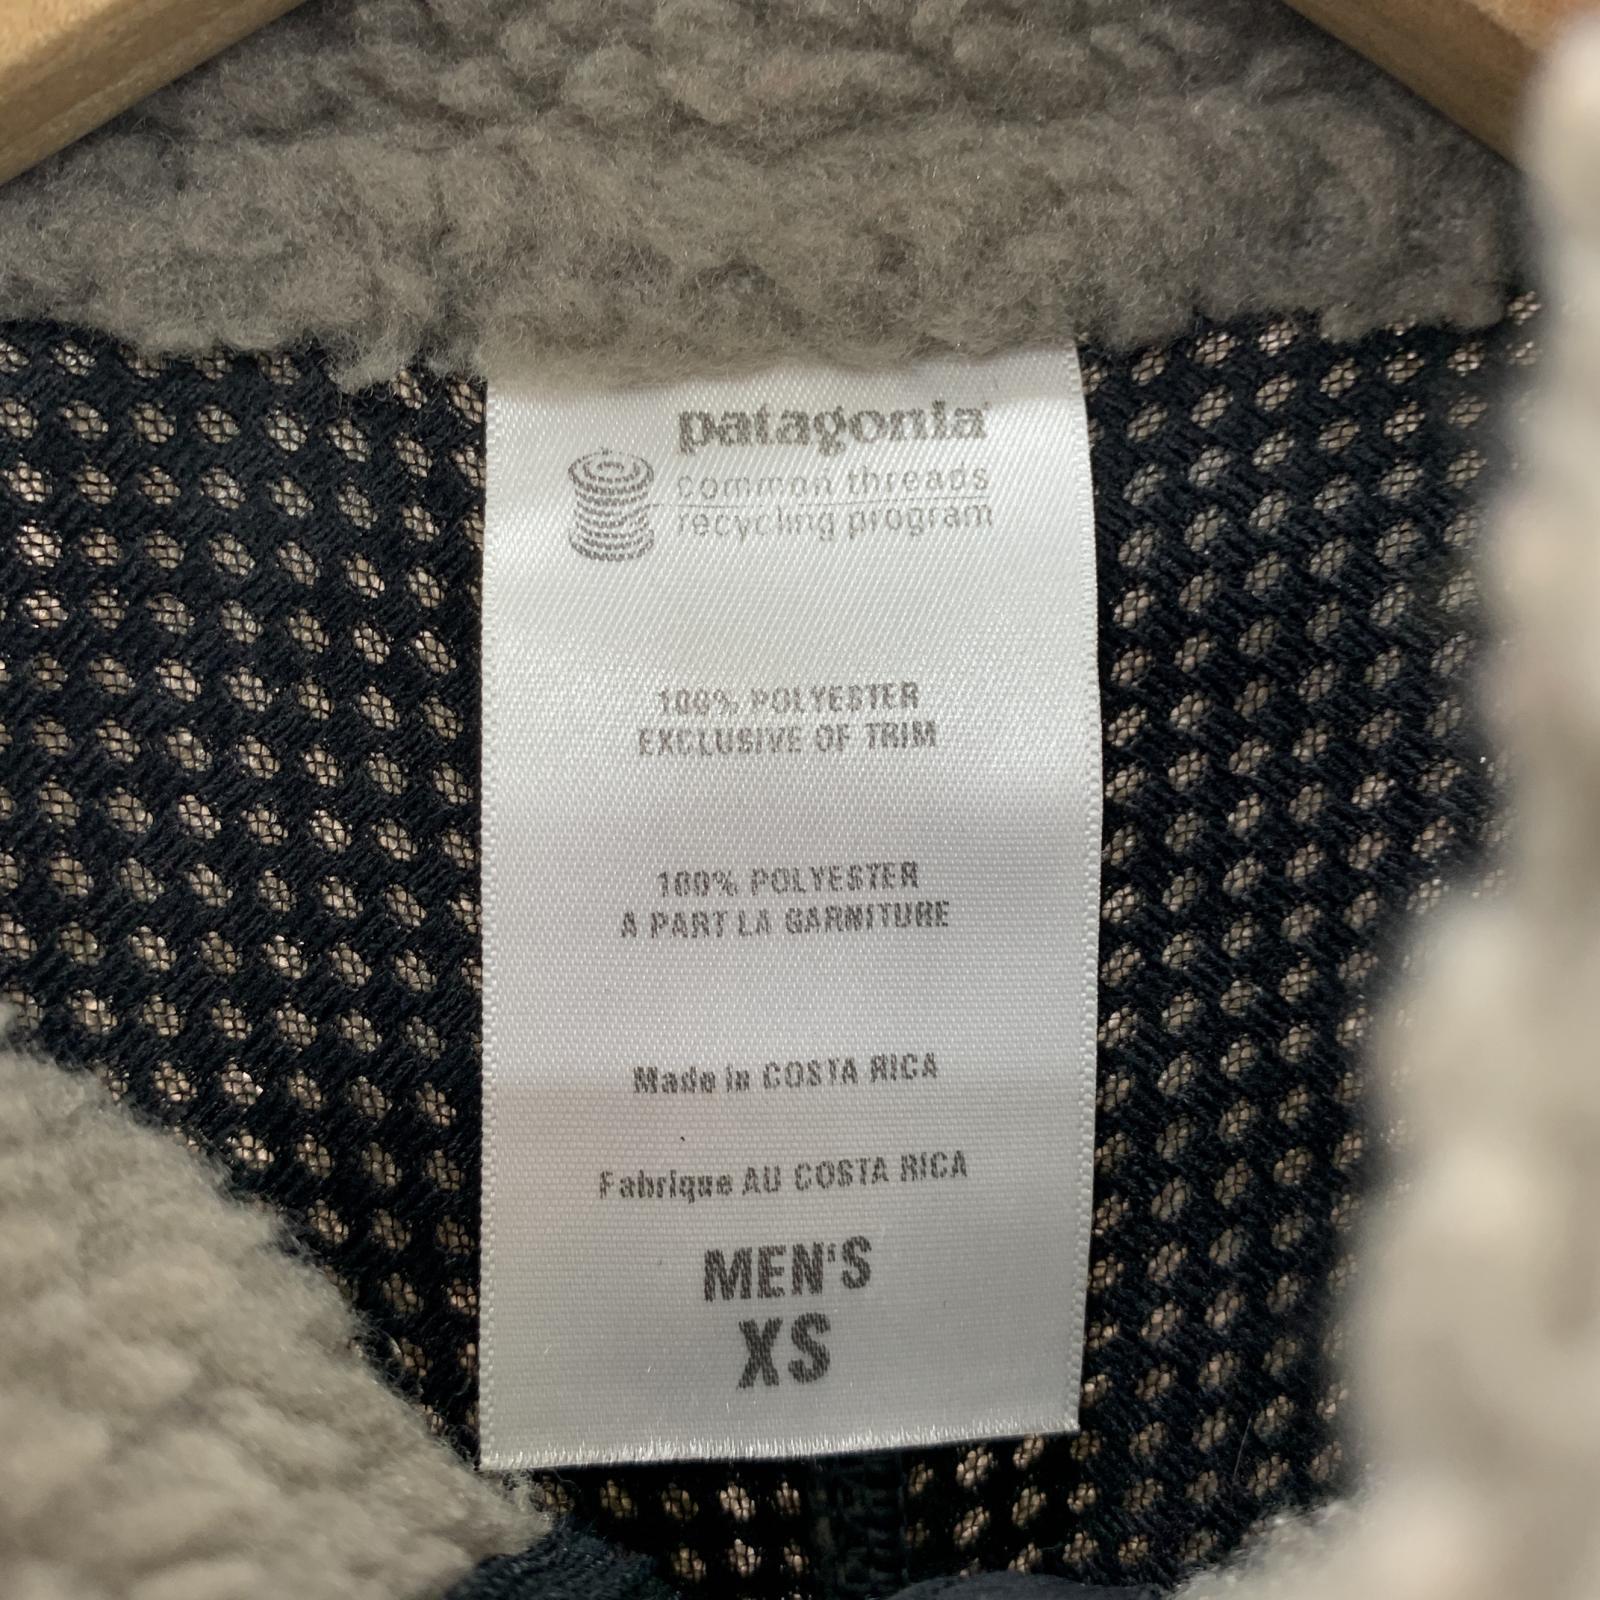 patagonia
common threads
recycling program
100% POLYESTER
EXCLUSIVE OF TRIM
100% POLYESTER
A PART LA GARNITURE
Made in COSTA RICA
Fabrique AU COSTA RICA
MEN'S
XS